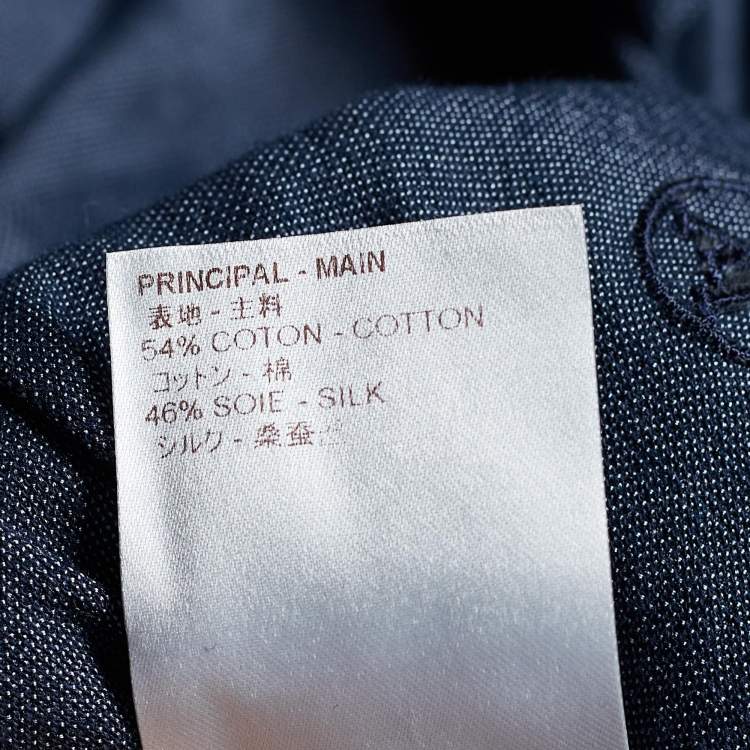 PRINCIPAL - MAIN
表地 - 主料
54% COTON - COTTON
コットン - 棉
46% SOIE - SILK
シルク - 桑蚕丝